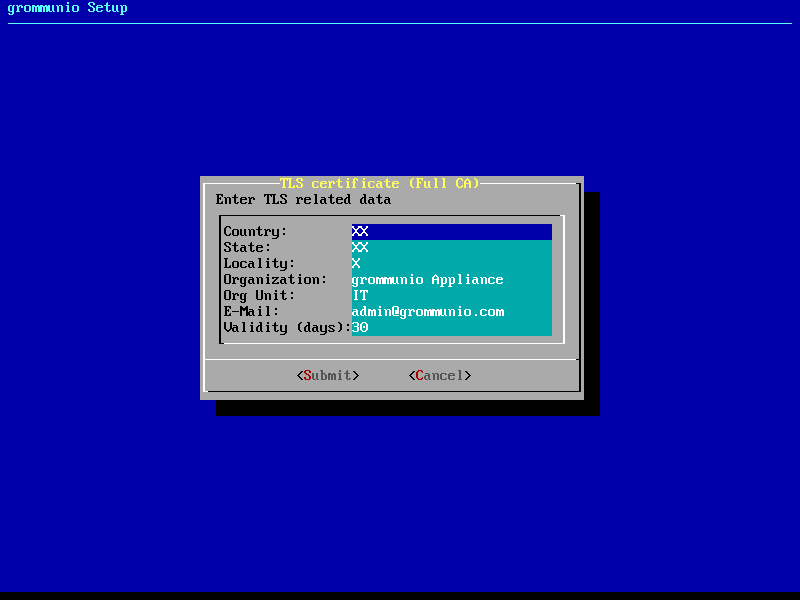 grommunio Setup
TLS certificate (Full CA)
Enter TLS related data
Country: XX
State: XX
Locality: X
Organization: grommunio Appliance
Org Unit: IT
E-Mail: admin@grommunio.com
Validity (days):30
<Submit> <Cancel>